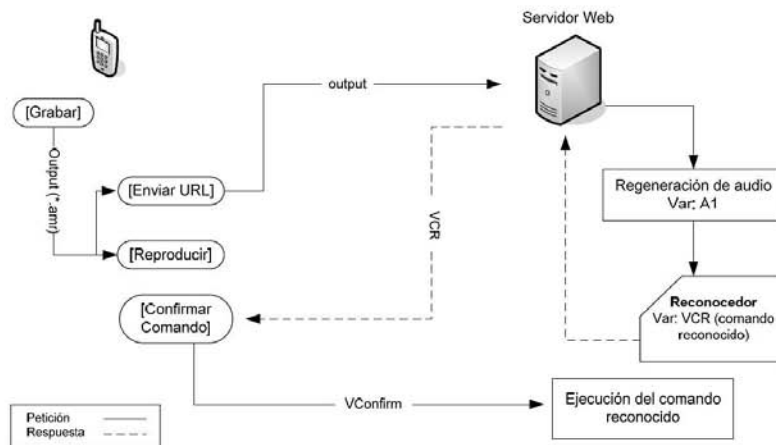 Servidor Web
output
[Grabar]
Output (*.amr)
[Enviar URL]
Regeneración de audio
Var: A1
VCR
[Reproducir]
Reconocedor
Var: VCR (comando
reconocido)
[Confirmar
Comando]
VConfirm
Ejecución del comando
reconocido
Petición
Respuesta